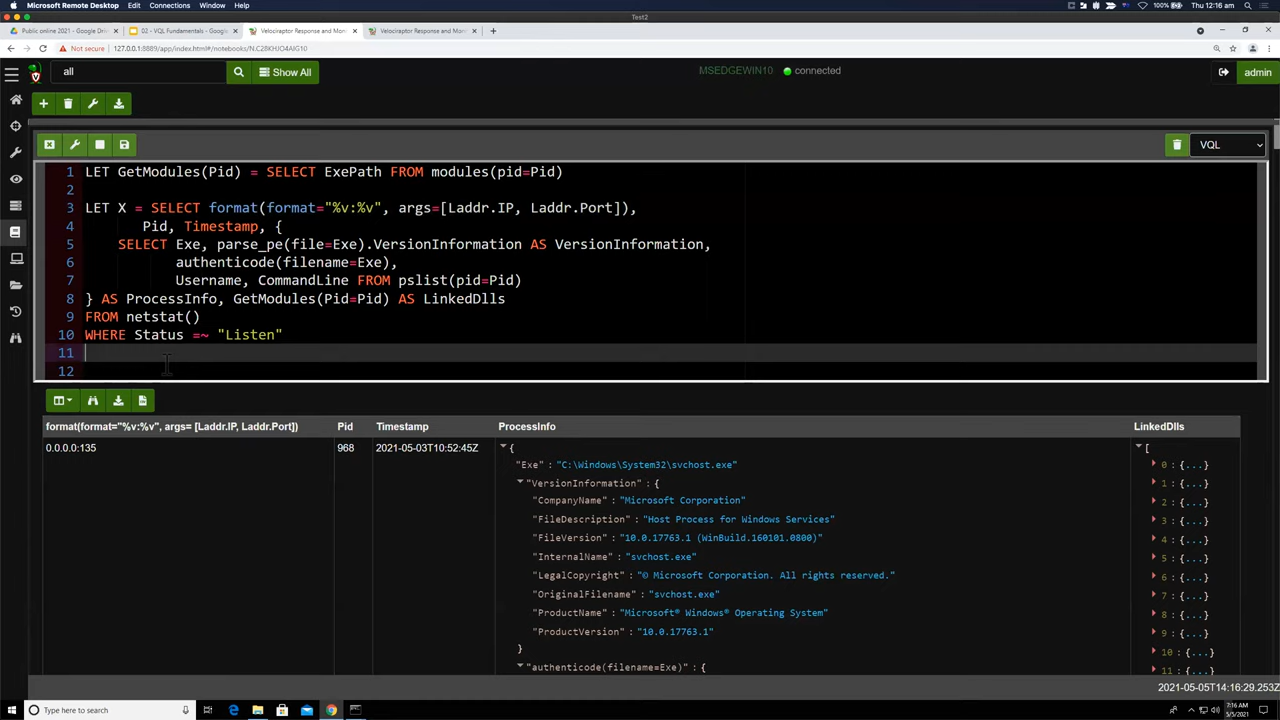 Microsoft Remote Desktop Edit Connections Window Help
100% Thu 12:16 am
Test2
Public online 2021 - Google Dri
02 - VQL Fundamentals - Google
Velociraptor Response and Mon
Velociraptor Response and Mon
Not secure 127.0.0.1:8889/app/index.html#/notebooks/N.C28KHJO4AIG10
all
Show All
MSEDGEWIN10 connected
admin
VQL
1 LET GetModules(Pid) = SELECT ExePath FROM modules(pid=Pid)
2
3 LET X = SELECT format(format="%v:%v", args=[Laddr.IP, Laddr.Port]),
4 Pid, Timestamp, {
5 SELECT Exe, parse_pe(file=Exe).VersionInformation AS VersionInformation,
6 authenticode(filename=Exe),
7 Username, CommandLine FROM pslist(pid=Pid)
8 } AS ProcessInfo, GetModules(Pid=Pid) AS LinkedDlls
9 FROM netstat()
10 WHERE Status =~ "Listen"
11
12
format(format="%v:%v", args= [Laddr.IP, Laddr.Port]) Pid Timestamp ProcessInfo LinkedDlls
0.0.0.0:135 968 2021-05-03T10:52:45Z { [
"Exe" : "C:\Windows\System32\svchost.exe" 0 : {...}
"VersionInformation" : { 1 : {...}
"CompanyName" : "Microsoft Corporation" 2 : {...}
"FileDescription" : "Host Process for Windows Services" 3 : {...}
"FileVersion" : "10.0.17763.1 (WinBuild.160101.0800)" 4 : {...}
"InternalName" : "svchost.exe" 5 : {...}
"LegalCopyright" : "© Microsoft Corporation. All rights reserved." 6 : {...}
"OriginalFilename" : "svchost.exe" 7 : {...}
"ProductName" : "Microsoft® Windows® Operating System" 8 : {...}
"ProductVersion" : "10.0.17763.1" 9 : {...}
} 10 : {...}
"authenticode(filename=Exe)" : { 11 : {...}
2021-05-05T14:16:29.253Z
Type here to search
7:16 AM
5/5/2021